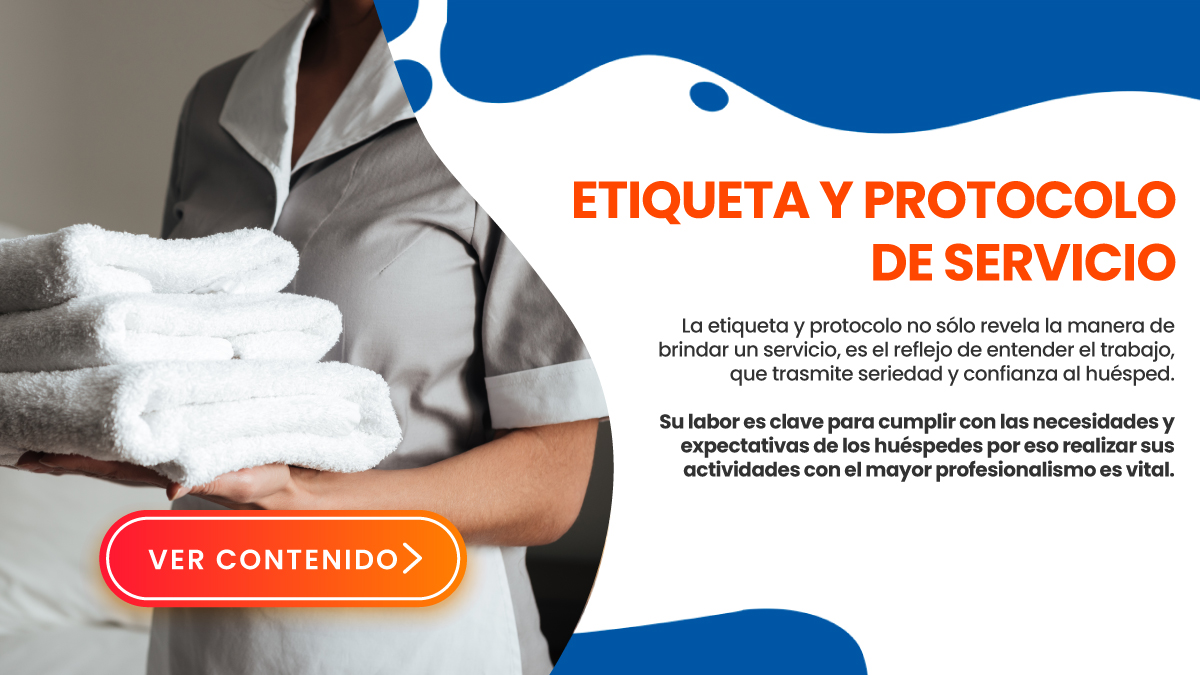 ETIQUETA Y PROTOCOLO
DE SERVICIO
La etiqueta y protocolo no sólo revela la manera de
brindar un servicio, es el reflejo de entender el trabajo,
que trasmite seriedad y confianza al huésped.
Su labor es clave para cumplir con las necesidades y
expectativas de los huéspedes por eso realizar sus
actividades con el mayor profesionalismo es vital.
VER CONTENIDO